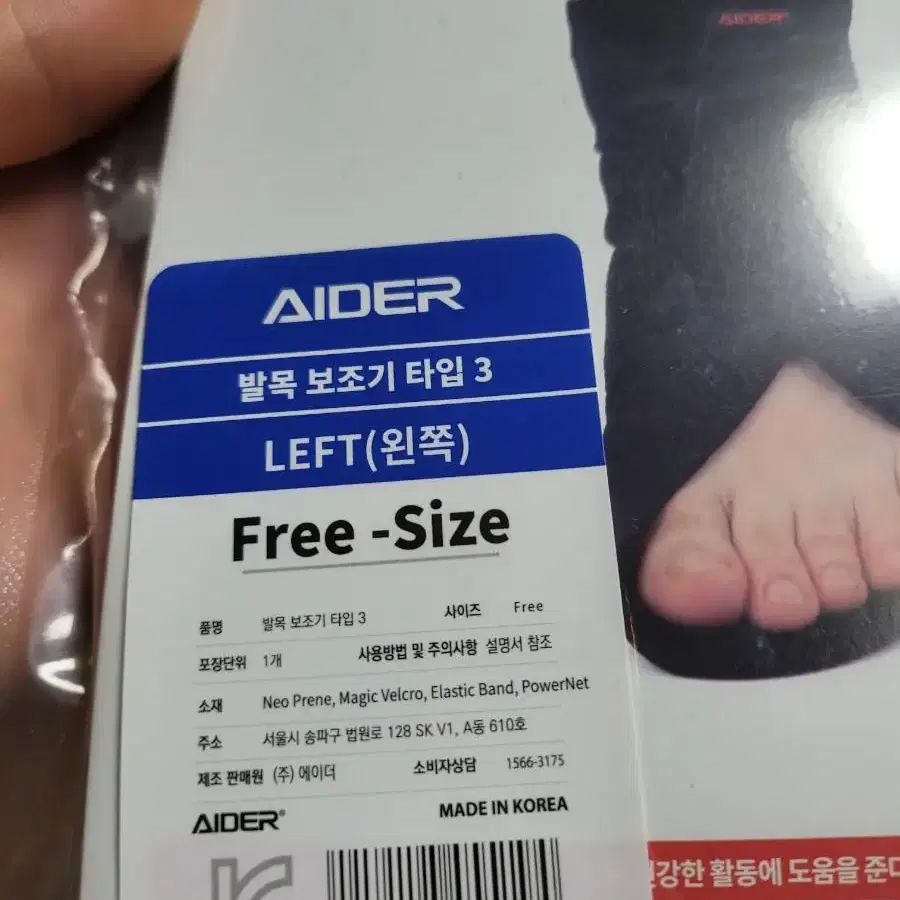 AIDER
AIDER
발목 보조기 타입 3
LEFT(왼쪽)
Free -Size
품명 발목 보조기 타입 3 사이즈 Free
포장단위 1개 사용방법 및 주의사항 설명서 참조
소재 Neo Prene, Magic Velcro, Elastic Band, PowerNet
주소 서울시 송파구 법원로 128 SK V1, A동 610호
제조 판매원 (주) 에이더 소비자상담 1566-3175
AIDER® MADE IN KOREA
활동에 도움을 준다